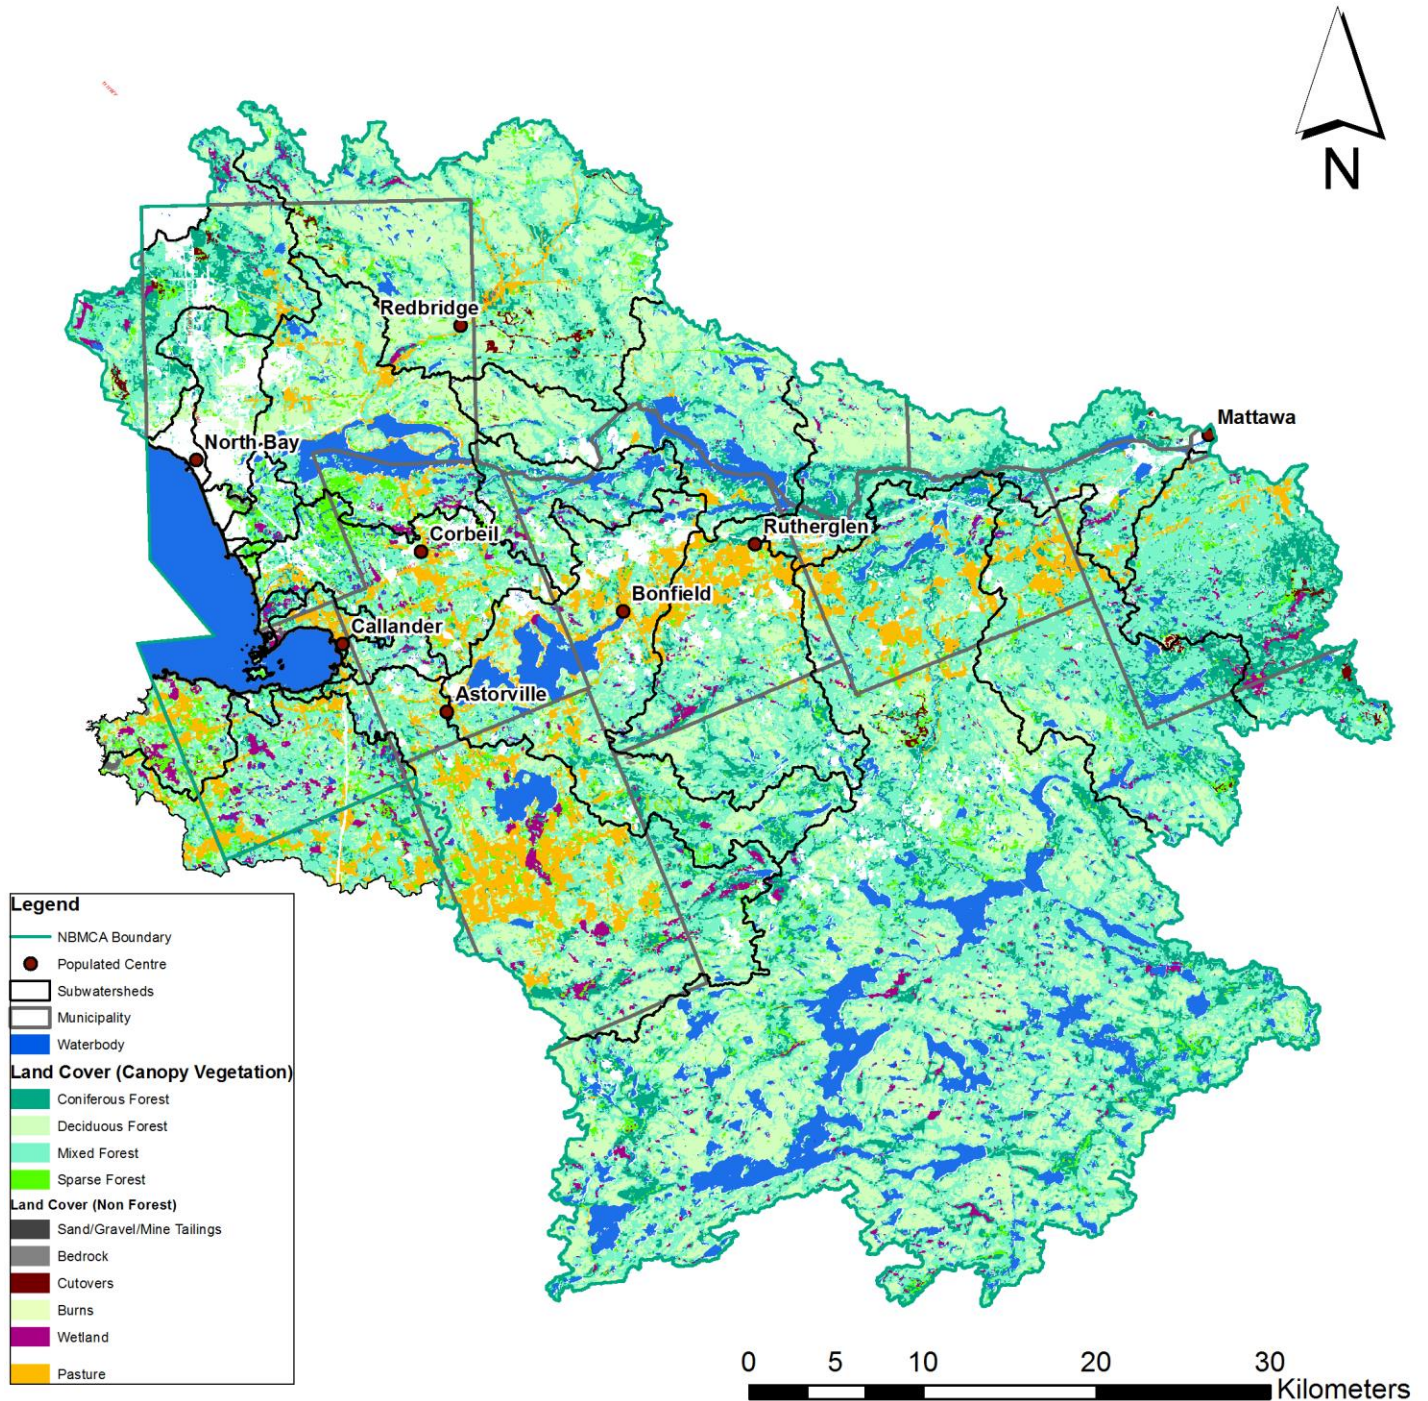 N
Redbridge
Mattawa
North Bay
Rutherglen
Corbeil
Bonfield
Callander
Astorville
Legend
NBMCA Boundary
Populated Centre
Subwatersheds
Municipality
Waterbody
Land Cover (Canopy Vegetation)
Coniferous Forest
Deciduous Forest
Mixed Forest
Sparse Forest
Land Cover (Non Forest)
Sand/Gravel/Mine Tailings
Bedrock
Cutovers
Burns
Wetland
Pasture
0 5 10 20 30
Kilometers